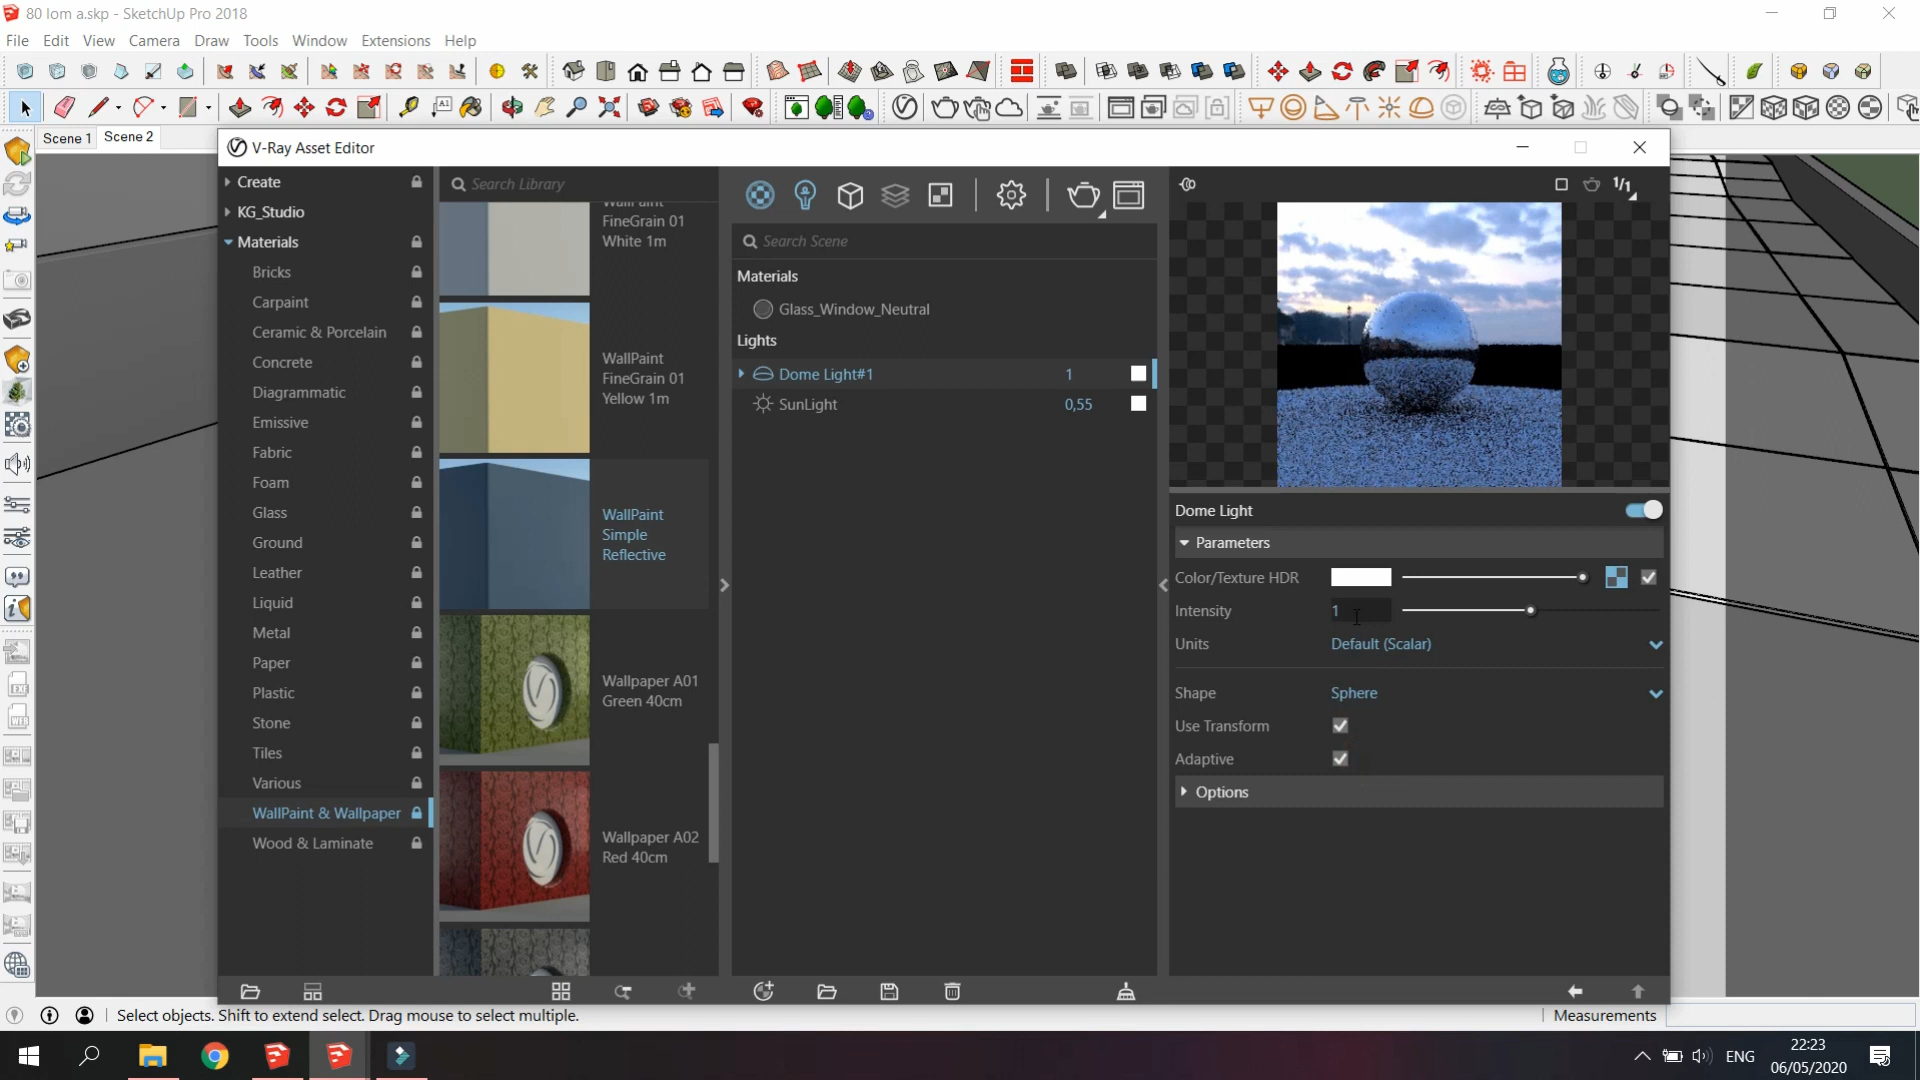 80 lom a.skp - SketchUp Pro 2018
File Edit View Camera Draw Tools Window Extensions Help
Scene 1 Scene 2
V-Ray Asset Editor
Create
KG_Studio
Materials
Bricks
Carpaint
Ceramic & Porcelain
Concrete
Diagrammatic
Emissive
Fabric
Foam
Glass
Ground
Leather
Liquid
Metal
Paper
Plastic
Stone
Tiles
Various
WallPaint & Wallpaper
Wood & Laminate
Search Library
FineGrain 01
White 1m
WallPaint
FineGrain 01
Yellow 1m
WallPaint
Simple
Reflective
Wallpaper A01
Green 40cm
Wallpaper A02
Red 40cm
Search Scene
Materials
Glass_Window_Neutral
Lights
Dome Light#1 1
SunLight 0,55
1/1
Dome Light
Parameters
Color/Texture HDR
Intensity 1
Units Default (Scalar)
Shape Sphere
Use Transform
Adaptive
Options
Select objects. Shift to extend select. Drag mouse to select multiple.
Measurements
ENG
22:23
06/05/2020